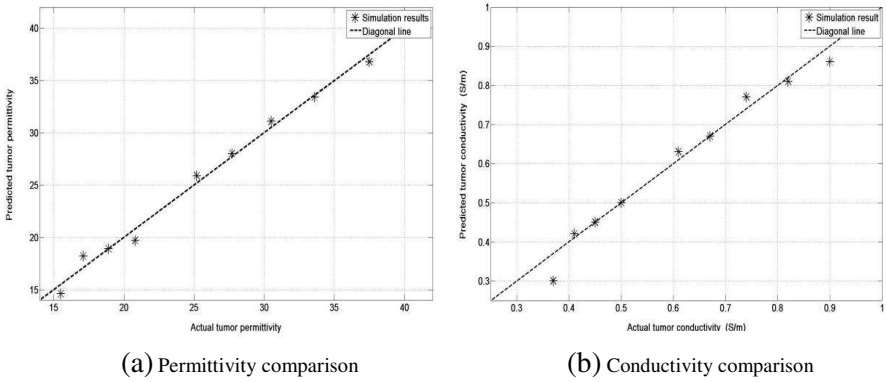 Simulation results
Diagonal line
Predicted tumor permittivity
40
35
30
25
20
15
15 20 25 30 35 40
Actual tumor permittivity
(a) Permittivity comparison
Simulation result
Diagonal line
Predicted tumor conductivity (S/m)
1
0.9
0.8
0.7
0.6
0.5
0.4
0.3
0.3 0.4 0.5 0.6 0.7 0.8 0.9 1
Actual tumor conductivity (S/m)
(b) Conductivity comparison